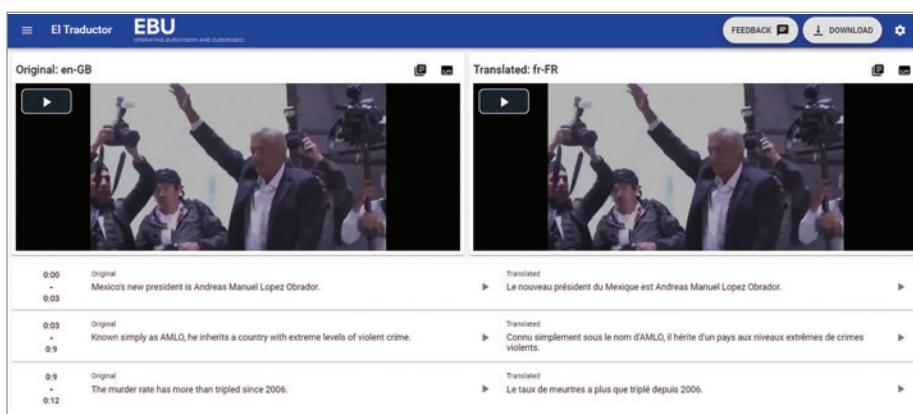 El Traductor
EBU
OPERATING EUROVISION AND EURORADIO
FEEDBACK
DOWNLOAD
Original: en-GB
Translated: fr-FR
0:00
-
0:03
Original
Mexico's new president is Andreas Manuel Lopez Obrador.
Translated
Le nouveau président du Mexique est Andreas Manuel Lopez Obrador.
0:03
-
0:9
Original
Known simply as AMLO, he inherits a country with extreme levels of violent crime.
Translated
Connu simplement sous le nom d'AMLO, il hérite d'un pays aux niveaux extrêmes de crimes
violents.
0:9
-
0:12
Original
The murder rate has more than tripled since 2006.
Translated
Le taux de meurtres a plus que triplé depuis 2006.